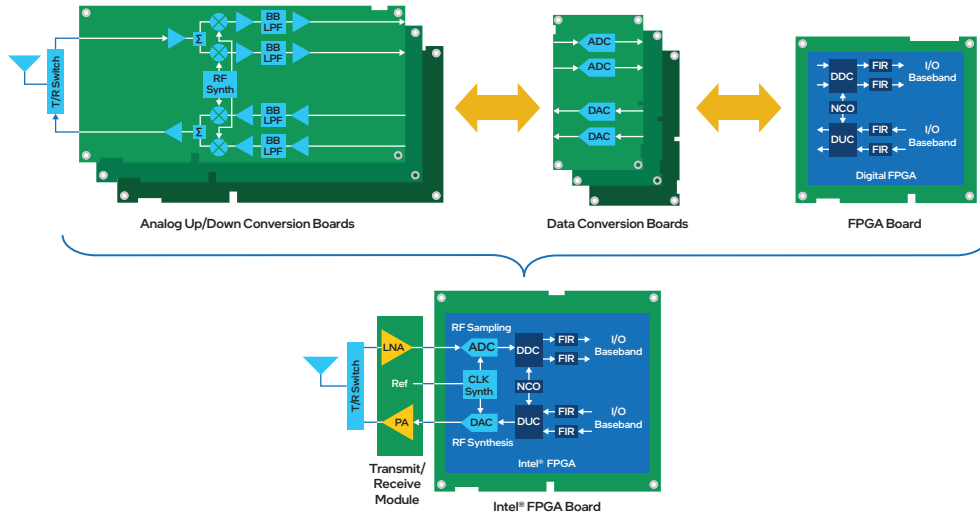 T/R Switch
Σ
BB
LPF
BB
LPF
RF
Synth
Σ
BB
LPF
BB
LPF
Analog Up/Down Conversion Boards
ADC
ADC
DAC
DAC
Data Conversion Boards
DDC
FIR
FIR
I/O
Baseband
NCO
DUC
FIR
FIR
I/O
Baseband
Digital FPGA
FPGA Board
T/R Switch
LNA
Ref
PA
Transmit/
Receive
Module
RF Sampling
ADC
CLK
Synth
DAC
RF Synthesis
DDC
FIR
FIR
I/O
Baseband
NCO
DUC
FIR
FIR
I/O
Baseband
Intel® FPGA
Intel® FPGA Board